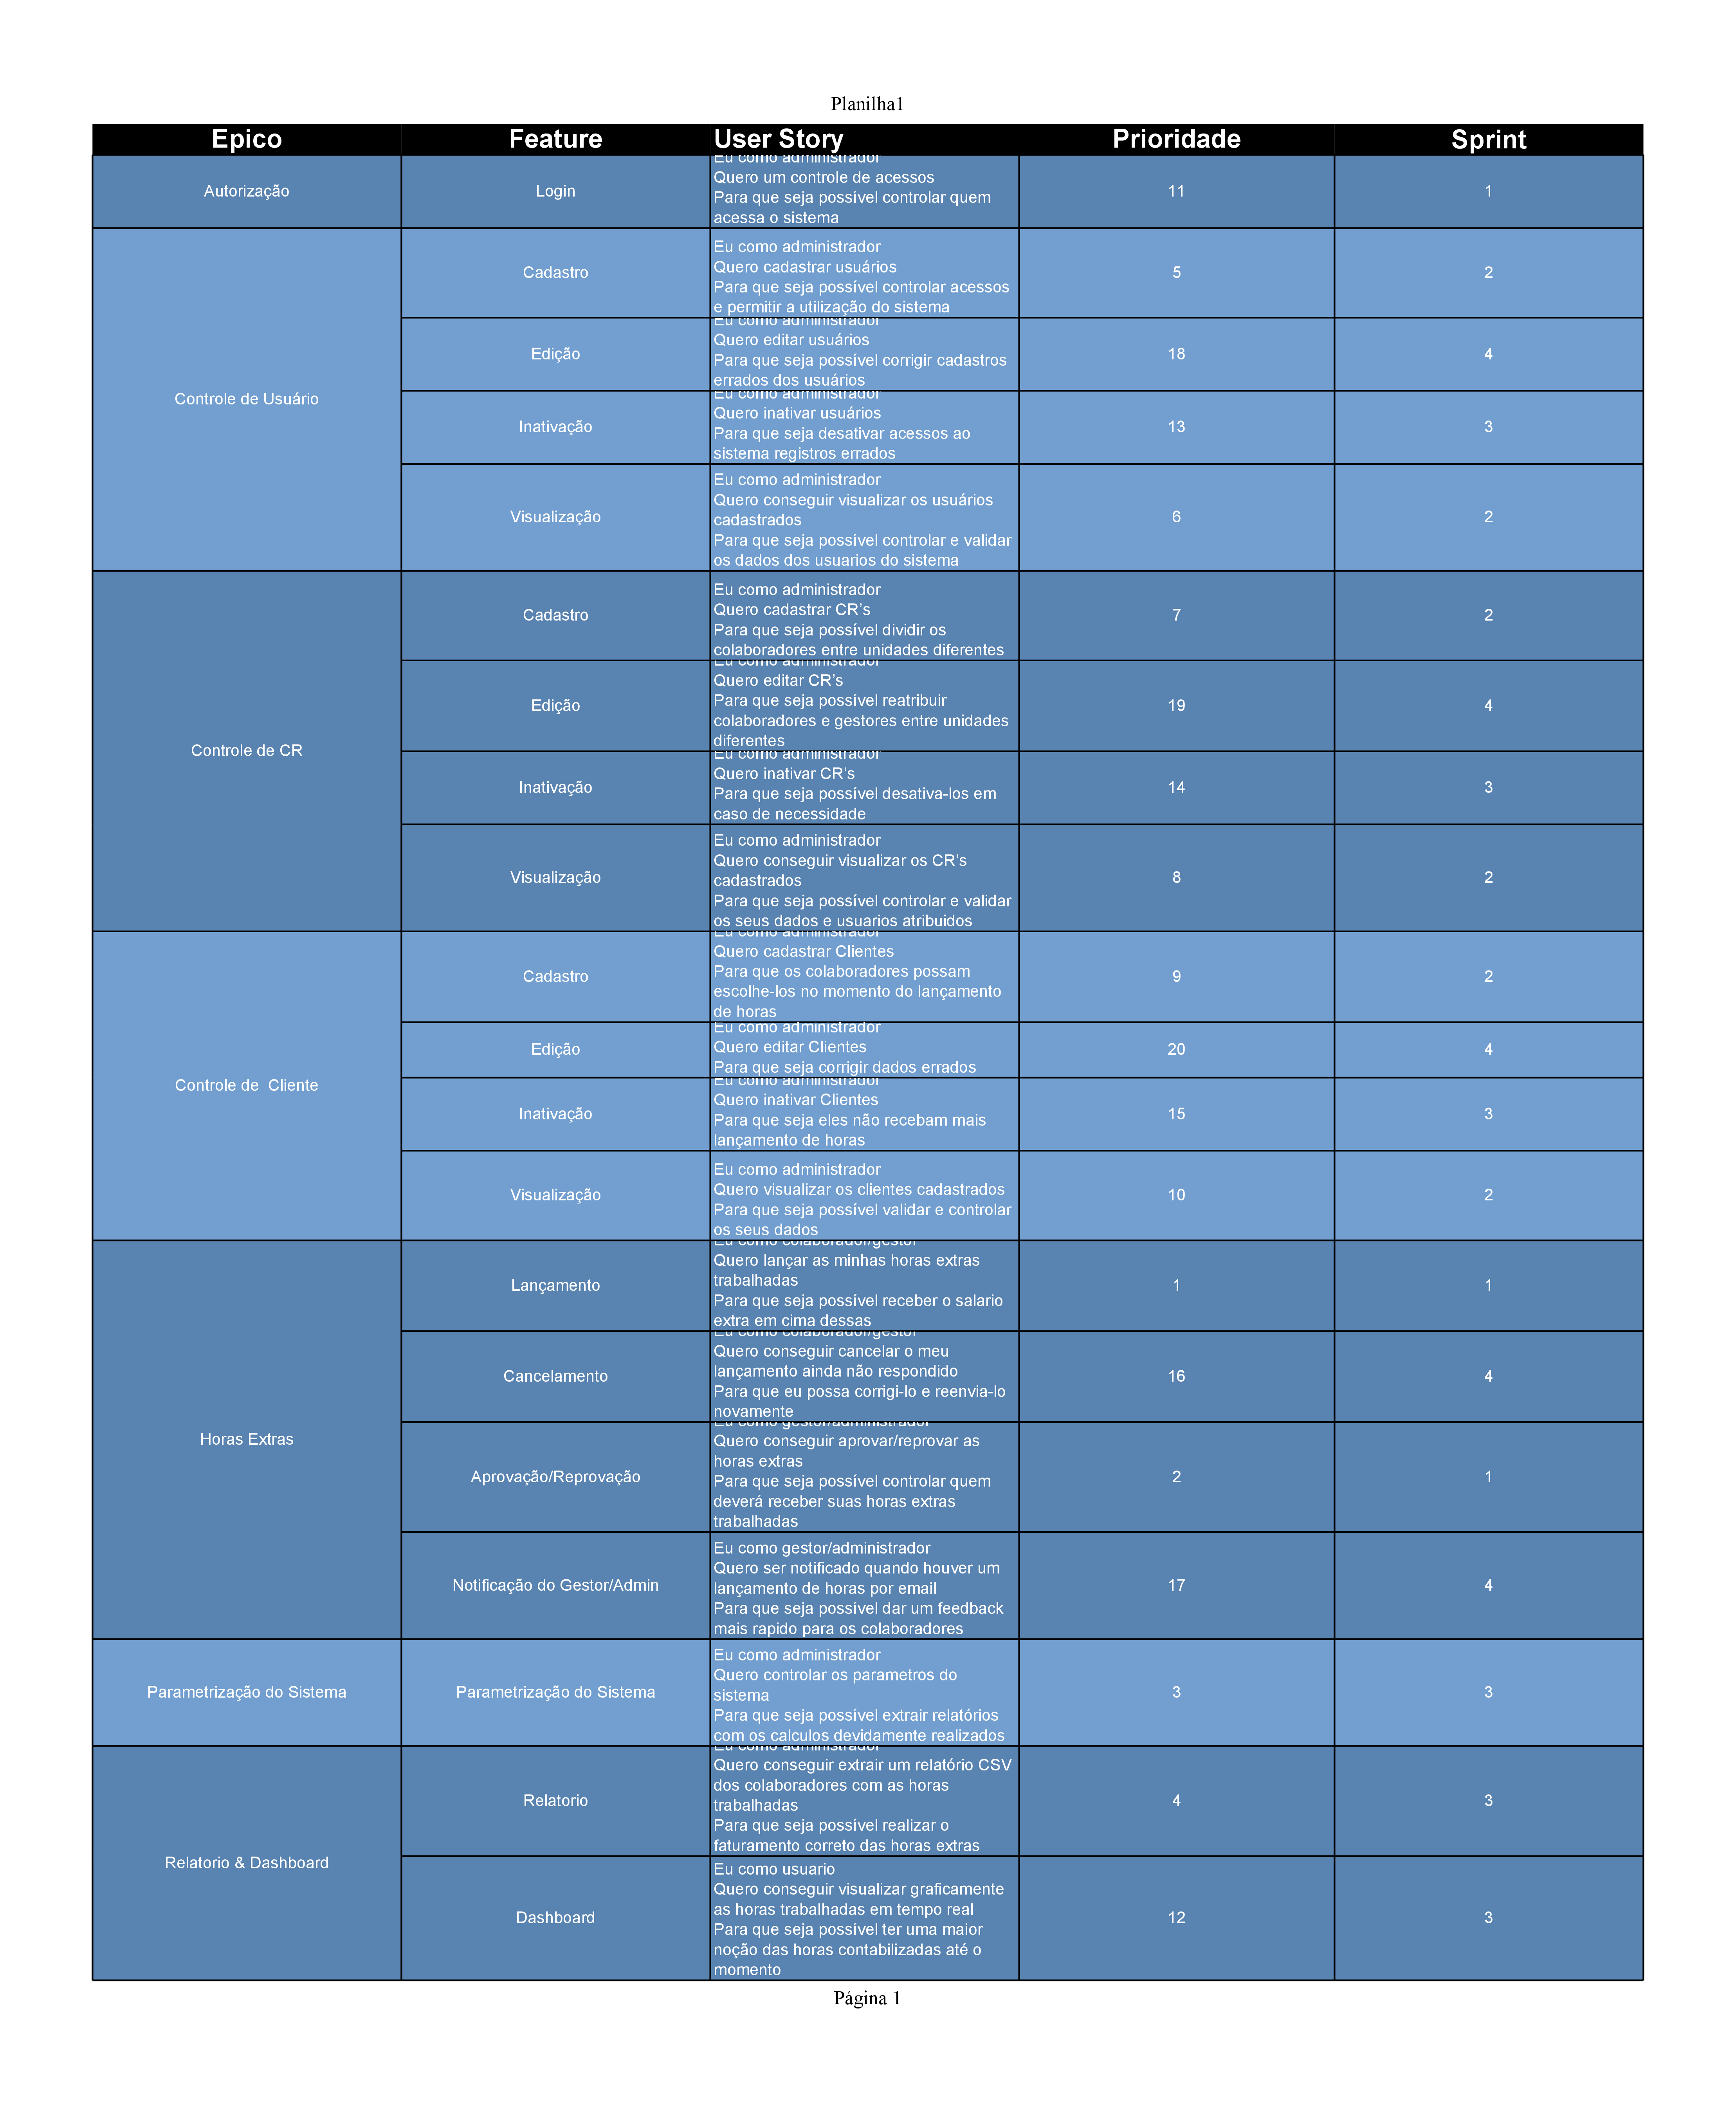 Planilha1
Epico Feature User Story Prioridade Sprint
Autorização
Login
Eu como administrador
Quero um controle de acessos
Para que seja possível controlar quem
acessa o sistema
11
1
Controle de Usuário
Cadastro
Eu como administrador
Quero cadastrar usuários
Para que seja possível controlar acessos
e permitir a utilização do sistema
5
2
Edição
Eu como administrador
Quero editar usuários
Para que seja possível corrigir cadastros
errados dos usuários
18
4
Inativação
Eu como administrador
Quero inativar usuários
Para que seja desativar acessos ao
sistema registros errados
13
3
Visualização
Eu como administrador
Quero conseguir visualizar os usuários
cadastrados
Para que seja possível controlar e validar
os dados dos usuarios do sistema
6
2
Controle de CR
Cadastro
Eu como administrador
Quero cadastrar CR’s
Para que seja possível dividir os
colaboradores entre unidades diferentes
7
2
Edição
Eu como administrador
Quero editar CR’s
Para que seja possível reatribuir
colaboradores e gestores entre unidades
diferentes
19
4
Inativação
Eu como administrador
Quero inativar CR’s
Para que seja possível desativa-los em
caso de necessidade
14
3
Visualização
Eu como administrador
Quero conseguir visualizar os CR’s
cadastrados
Para que seja possível controlar e validar
os seus dados e usuarios atribuidos
8
2
Controle de  Cliente
Cadastro
Eu como administrador
Quero cadastrar Clientes
Para que os colaboradores possam
escolhe-los no momento do lançamento
de horas
9
2
Edição
Eu como administrador
Quero editar Clientes
Para que seja corrigir dados errados
20
4
Inativação
Eu como administrador
Quero inativar Clientes
Para que seja eles não recebam mais
lançamento de horas
15
3
Visualização
Eu como administrador
Quero visualizar os clientes cadastrados
Para que seja possível validar e controlar
os seus dados
10
2
Horas Extras
Lançamento
Eu como colaborador/gestor
Quero lançar as minhas horas extras
trabalhadas
Para que seja possível receber o salario
extra em cima dessas
1
1
Cancelamento
Eu como colaborador/gestor
Quero conseguir cancelar o meu
lançamento ainda não respondido
Para que eu possa corrigi-lo e reenvia-lo
novamente
16
4
Aprovação/Reprovação
Eu como gestor/administrador
Quero conseguir aprovar/reprovar as
horas extras
Para que seja possível controlar quem
deverá receber suas horas extras
trabalhadas
2
1
Notificação do Gestor/Admin
Eu como gestor/administrador
Quero ser notificado quando houver um
lançamento de horas por email
Para que seja possível dar um feedback
mais rapido para os colaboradores
17
4
Parametrização do Sistema
Parametrização do Sistema
Eu como administrador
Quero controlar os parametros do
sistema
Para que seja possível extrair relatórios
com os calculos devidamente realizados
3
3
Relatorio & Dashboard
Relatorio
Eu como administrador
Quero conseguir extrair um relatório CSV
dos colaboradores com as horas
trabalhadas
Para que seja possível realizar o
faturamento correto das horas extras
4
3
Dashboard
Eu como usuario
Quero conseguir visualizar graficamente
as horas trabalhadas em tempo real
Para que seja possível ter uma maior
noção das horas contabilizadas até o
momento
12
3
Página 1